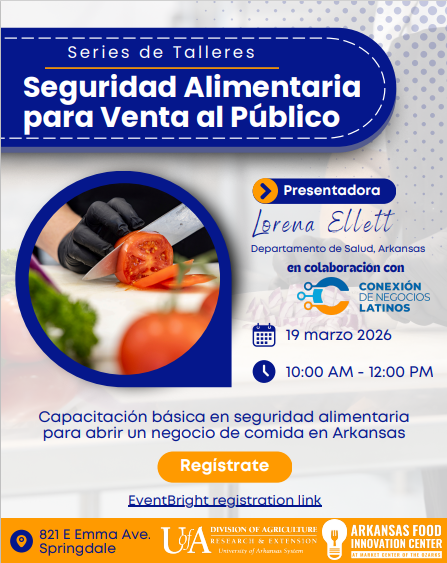 Series de Talleres
Seguridad Alimentaria
para Venta al Público
Presentadora
Lorena Ellett
Departamento de Salud, Arkansas
en colaboración con
CONEXIÓN
DE NEGOCIOS
LATINOS
19 marzo 2026
10:00 AM - 12:00 PM
Capacitación básica en seguridad alimentaria
para abrir un negocio de comida en Arkansas
Regístrate
EventBright registration link
821 E Emma Ave.
Springdale
UofA
DIVISION OF AGRICULTURE
RESEARCH & EXTENSION
University of Arkansas System
ARKANSAS FOOD
INNOVATION CENTER
AT MARKET CENTER OF THE OZARKS